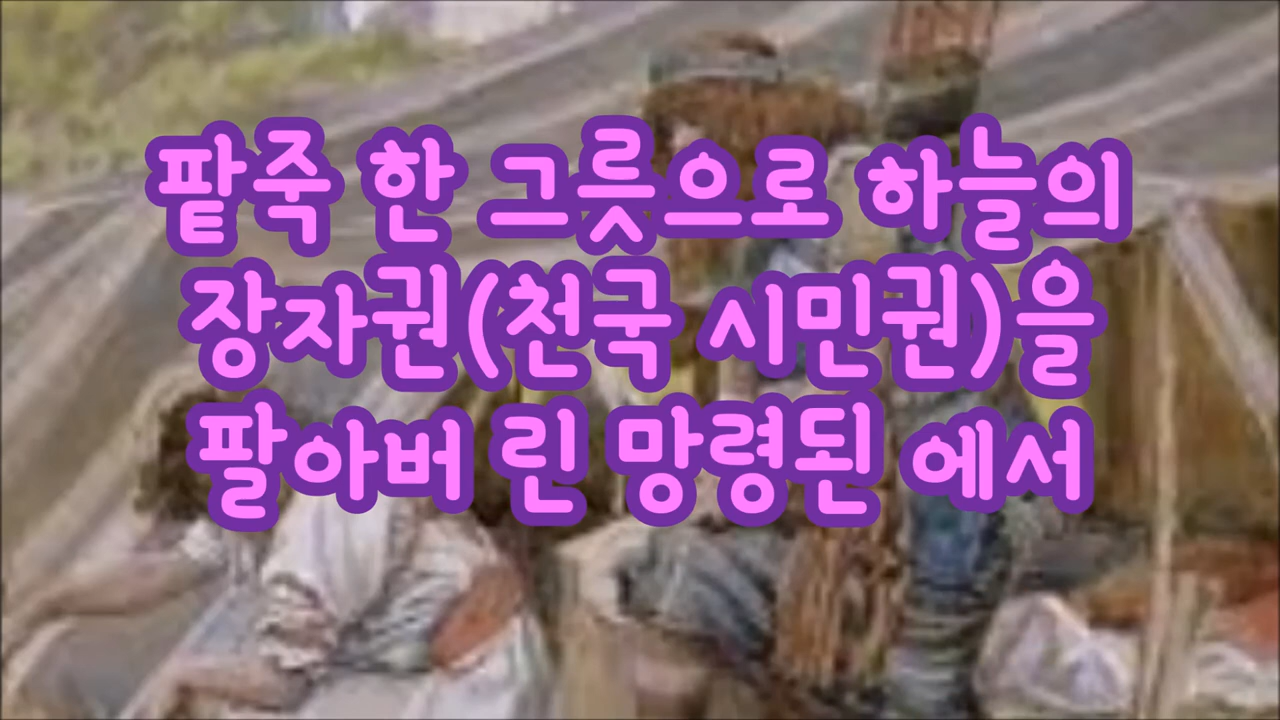 팥죽 한 그릇으로 하늘의
장자권(천국 시민권)을
팔아버 린 망령된 에서